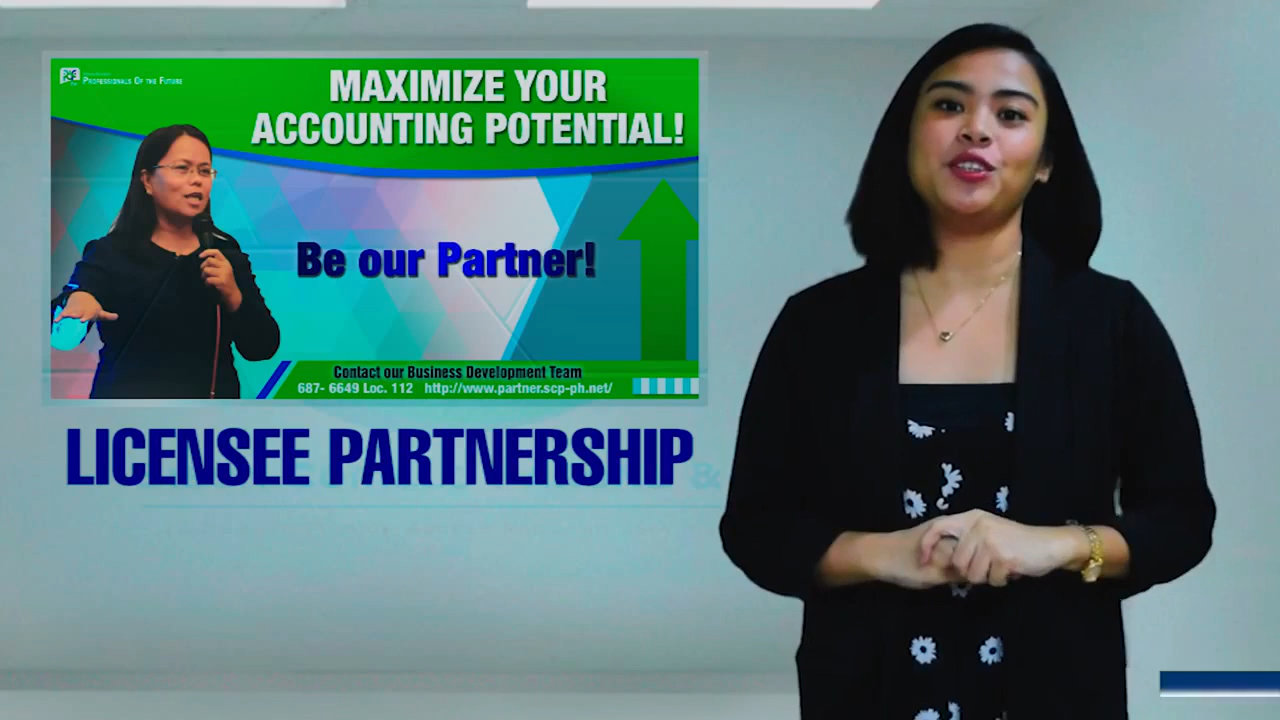 PROFESSIONALS OF THE FUTURE
MAXIMIZE YOUR
ACCOUNTING POTENTIAL!
Be our Partner!
Contact our Business Development Team
687- 6649 Loc. 112 http://www.partner.scp-ph.net/
LICENSEE PARTNERSHIP
&